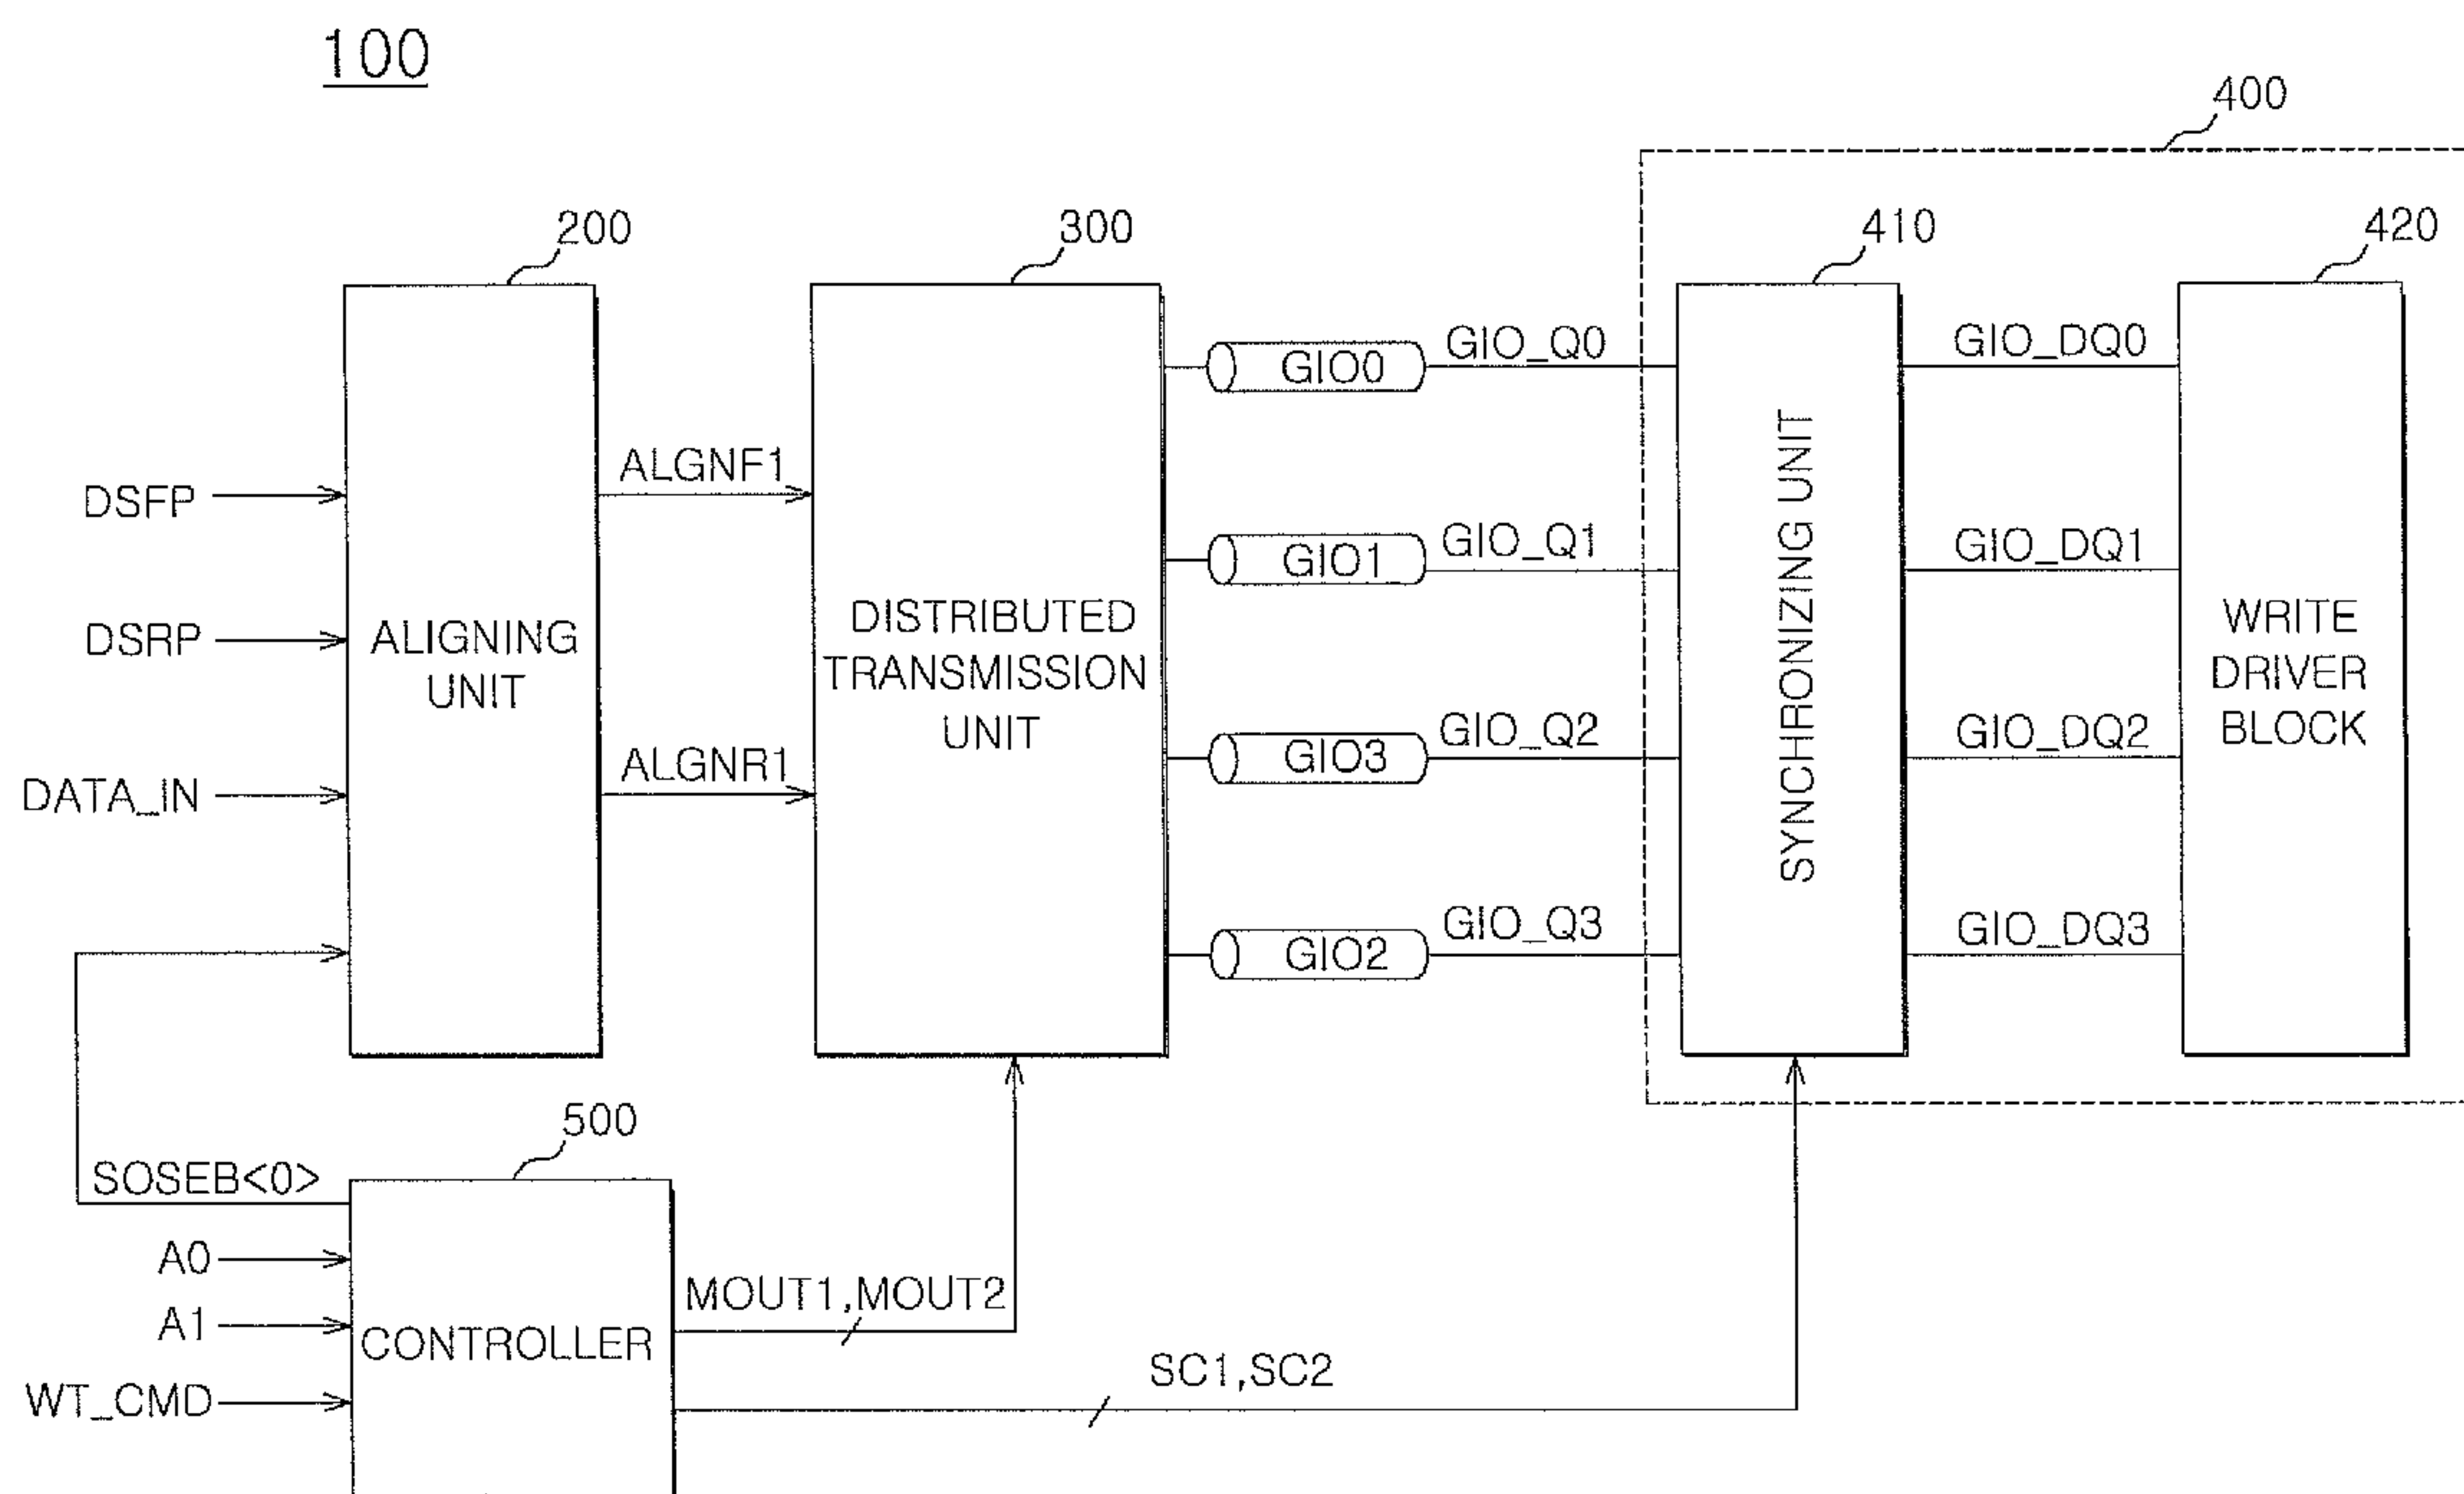 100
400
200
300
410
420
DSFP
DSRP
DATA_IN
ALIGNING
UNIT
ALGNF1
ALGNR1
DISTRIBUTED
TRANSMISSION
UNIT
GIO0
GIO_Q0
GIO1
GIO_Q1
GIO3
GIO_Q2
GIO2
GIO_Q3
SYNCHRONIZING UNIT
GIO_DQ0
GIO_DQ1
GIO_DQ2
GIO_DQ3
WRITE
DRIVER
BLOCK
500
SOSEB<0>
A0
A1
WT_CMD
CONTROLLER
MOUT1,MOUT2
SC1,SC2